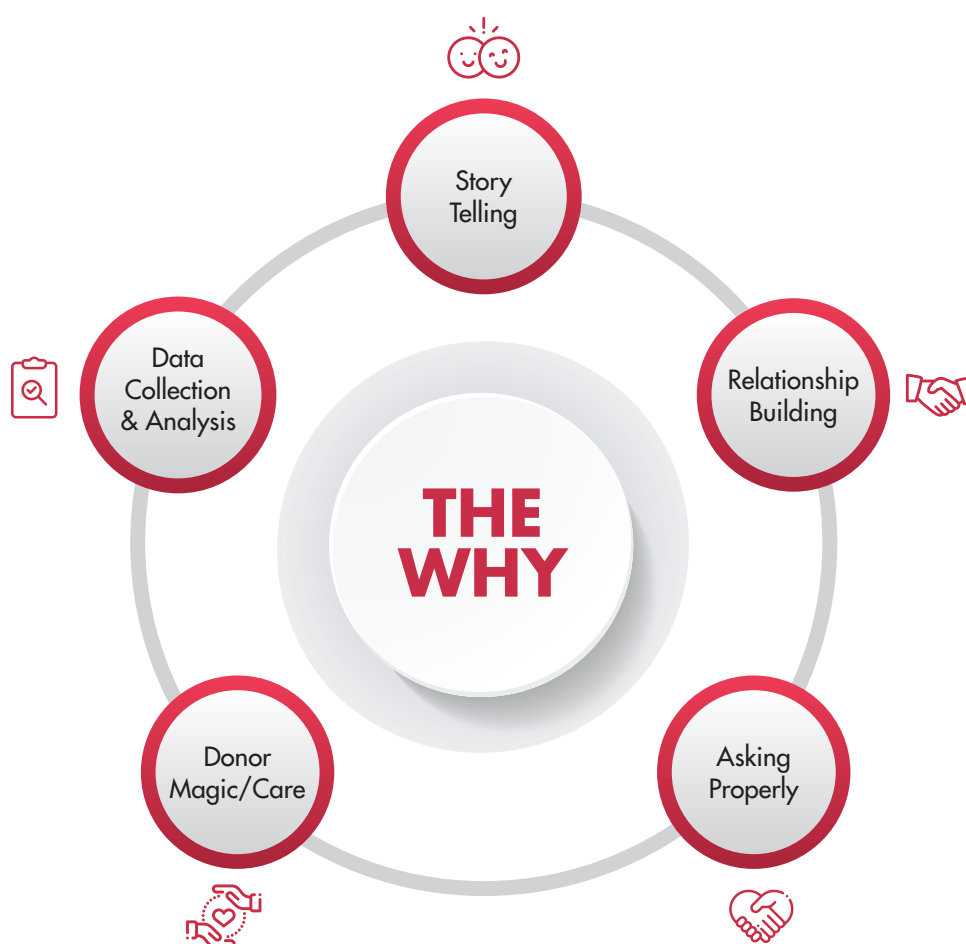 Story
Telling
Relationship
Building
Asking
Properly
Donor
Magic/Care
Data
Collection
& Analysis
THE
WHY